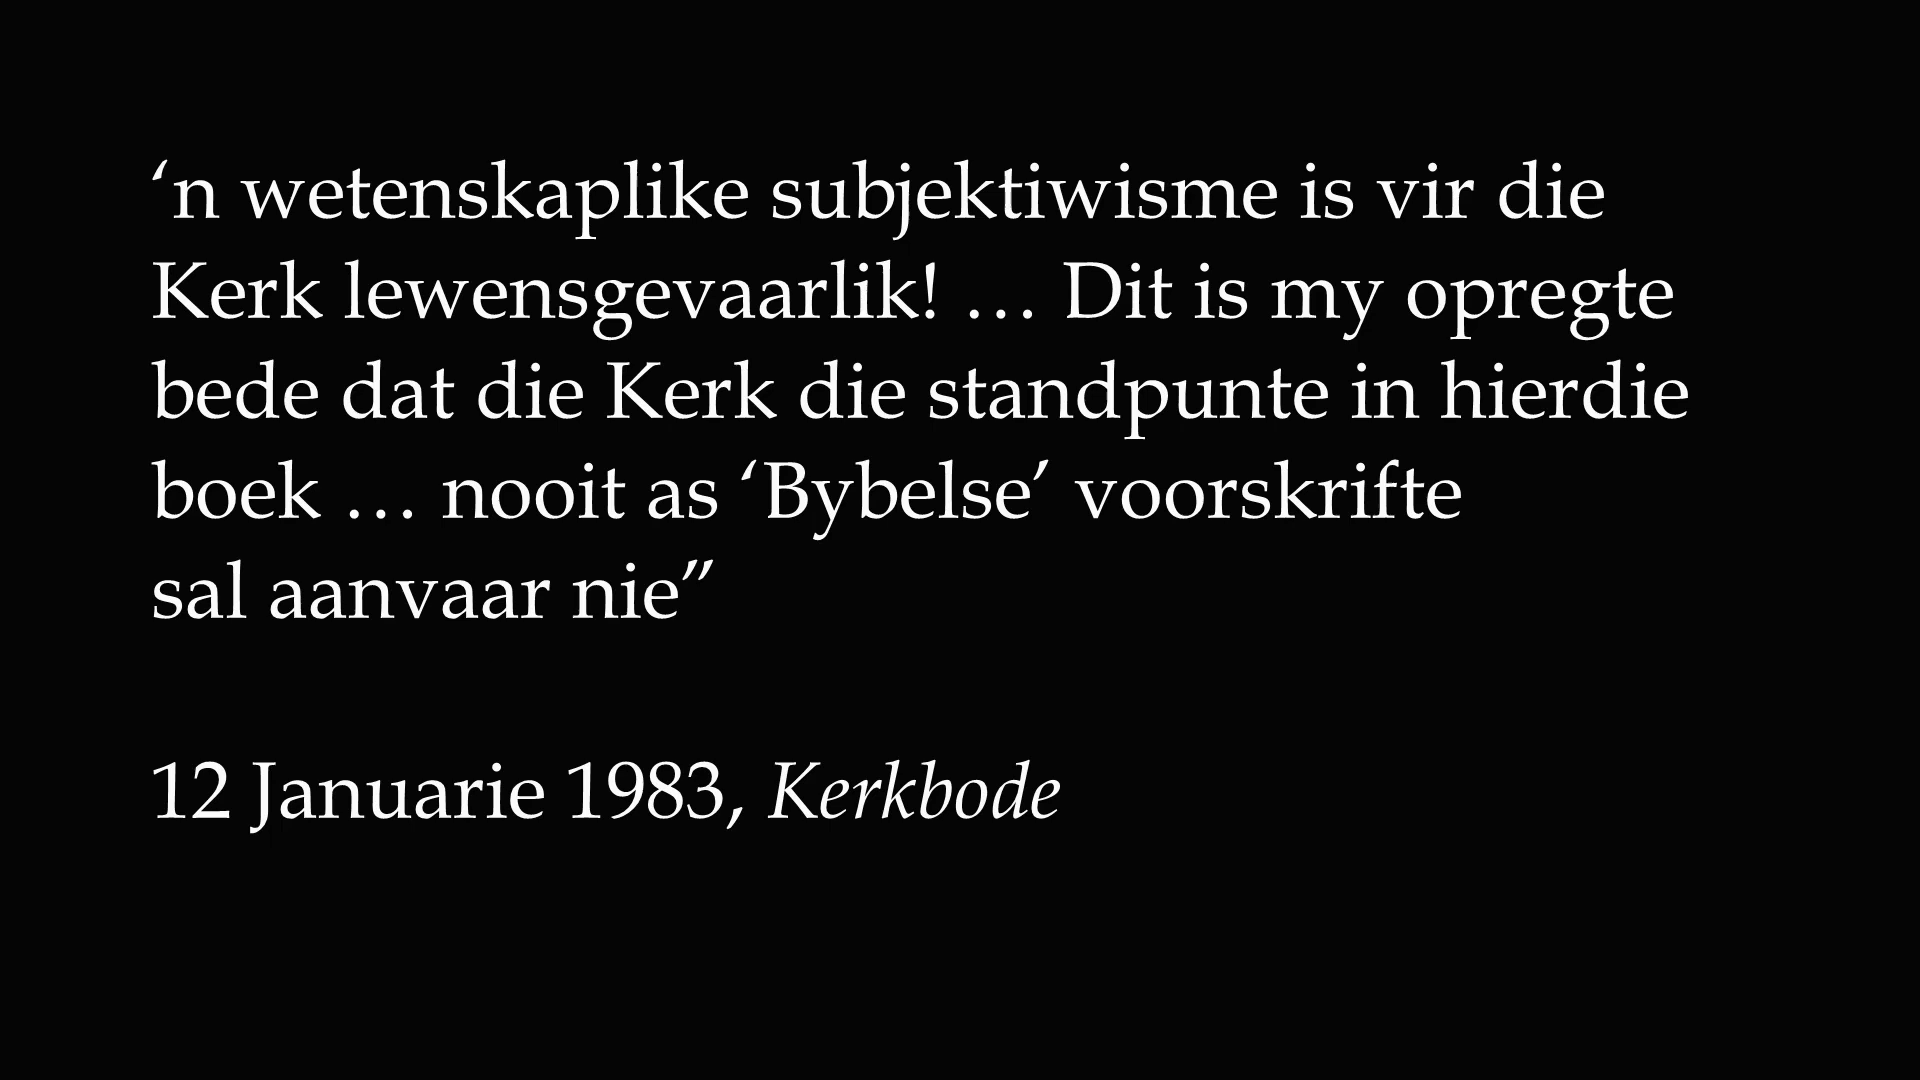 ‘n wetenskaplike subjektiwisme is vir die
Kerk lewensgevaarlik! … Dit is my opregte
bede dat die Kerk die standpunte in hierdie
boek … nooit as ‘Bybelse’ voorskrifte
sal aanvaar nie”
12 Januarie 1983, Kerkbode